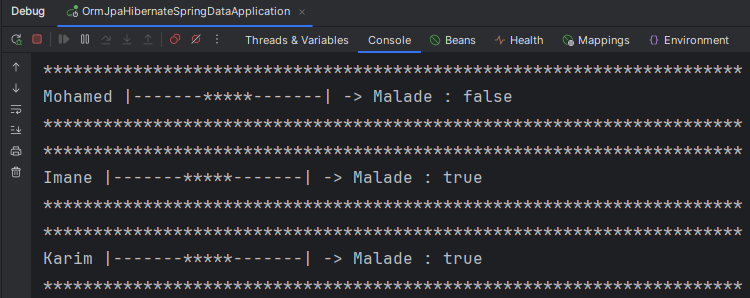 Debug OrmJpaHibernateSpringDataApplication
Threads & Variables Console Beans Health Mappings Environment
**********************************************************************
Mohamed |-------*****-------| -> Malade : false
**********************************************************************
**********************************************************************
Imane |-------*****-------| -> Malade : true
**********************************************************************
**********************************************************************
Karim |-------*****-------| -> Malade : true
**********************************************************************